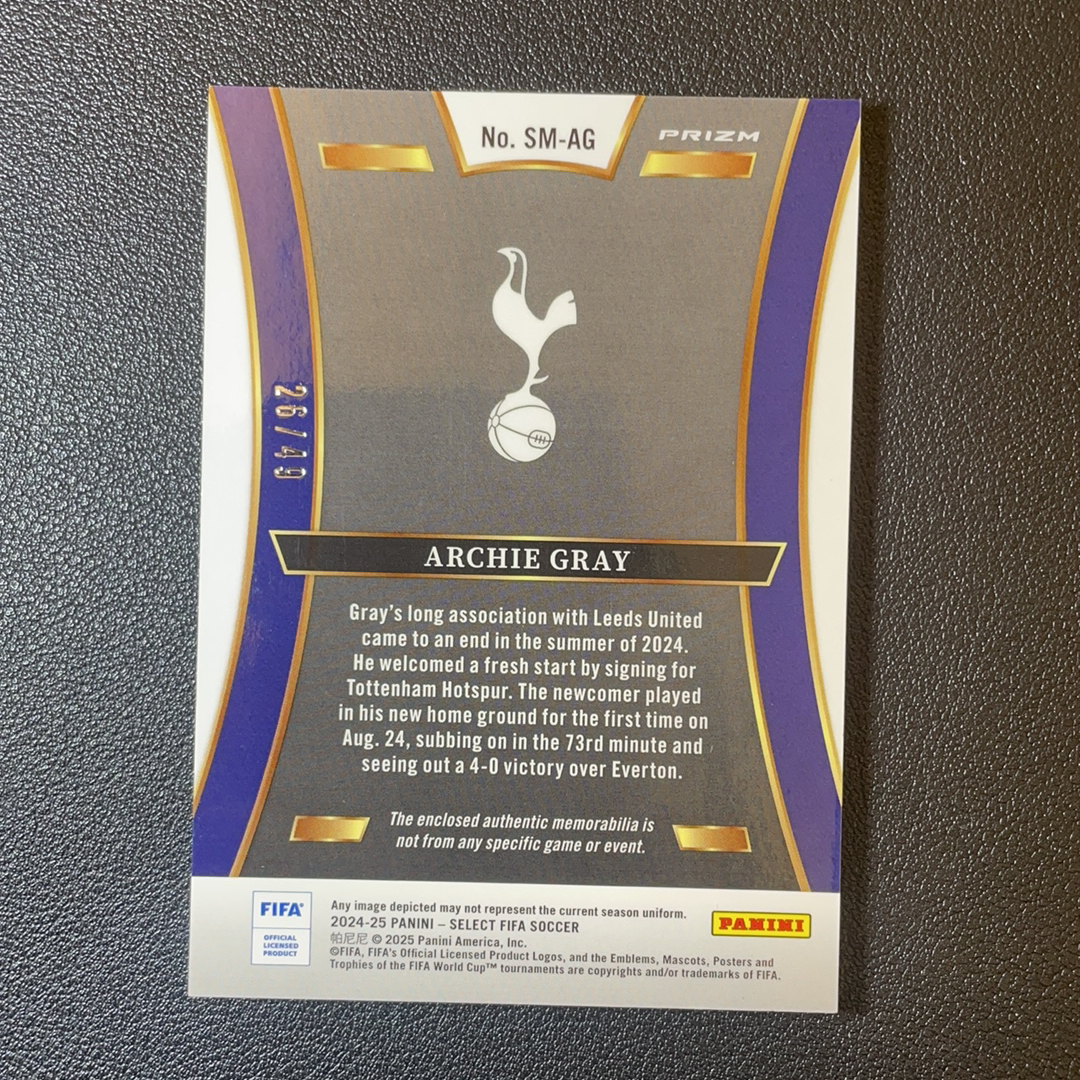 No. SM-AG
PRIZM
26/49
ARCHIE GRAY
Gray's long association with Leeds United
came to an end in the summer of 2024.
He welcomed a fresh start by signing for
Tottenham Hotspur. The newcomer played
in his new home ground for the first time on
Aug. 24, subbing on in the 73rd minute and
seeing out a 4-0 victory over Everton.
The enclosed authentic memorabilia is
not from any specific game or event.
FIFA®
OFFICIAL
LICENSED
PRODUCT
Any image depicted may not represent the current season uniform.
2024-25 PANINI – SELECT FIFA SOCCER
帕尼尼 © 2025 Panini America, Inc.
©FIFA, FIFA's Official Licensed Product Logos, and the Emblems, Mascots, Posters and
Trophies of the FIFA World Cup™ tournaments are copyrights and/or trademarks of FIFA.
PANINI